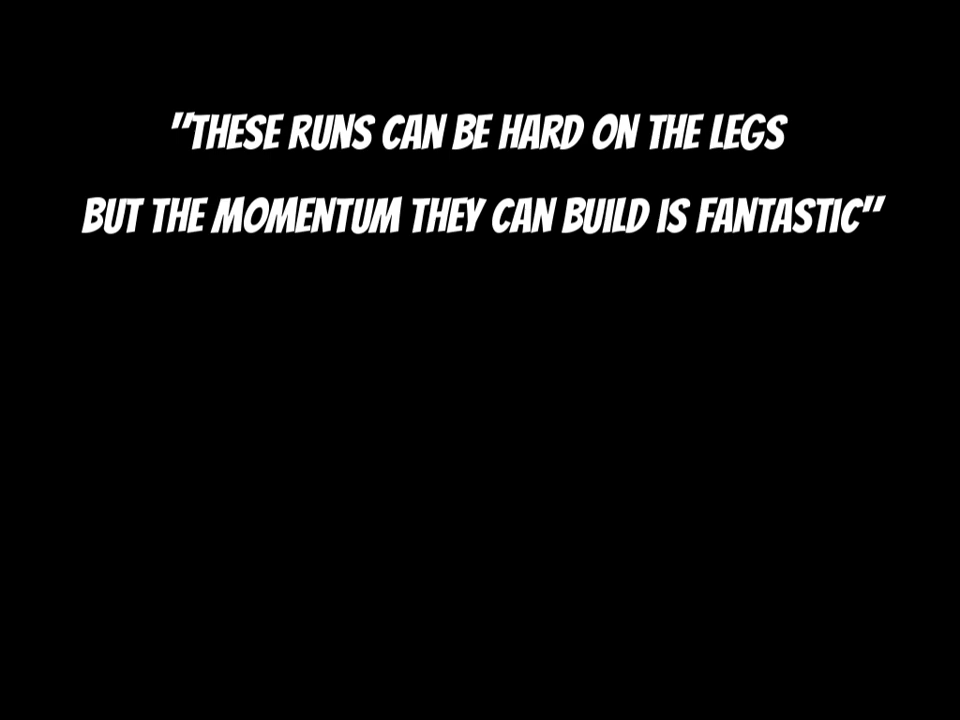 "THESE RUNS CAN BE HARD ON THE LEGS
BUT THE MOMENTUM THEY CAN BUILD IS FANTASTIC"